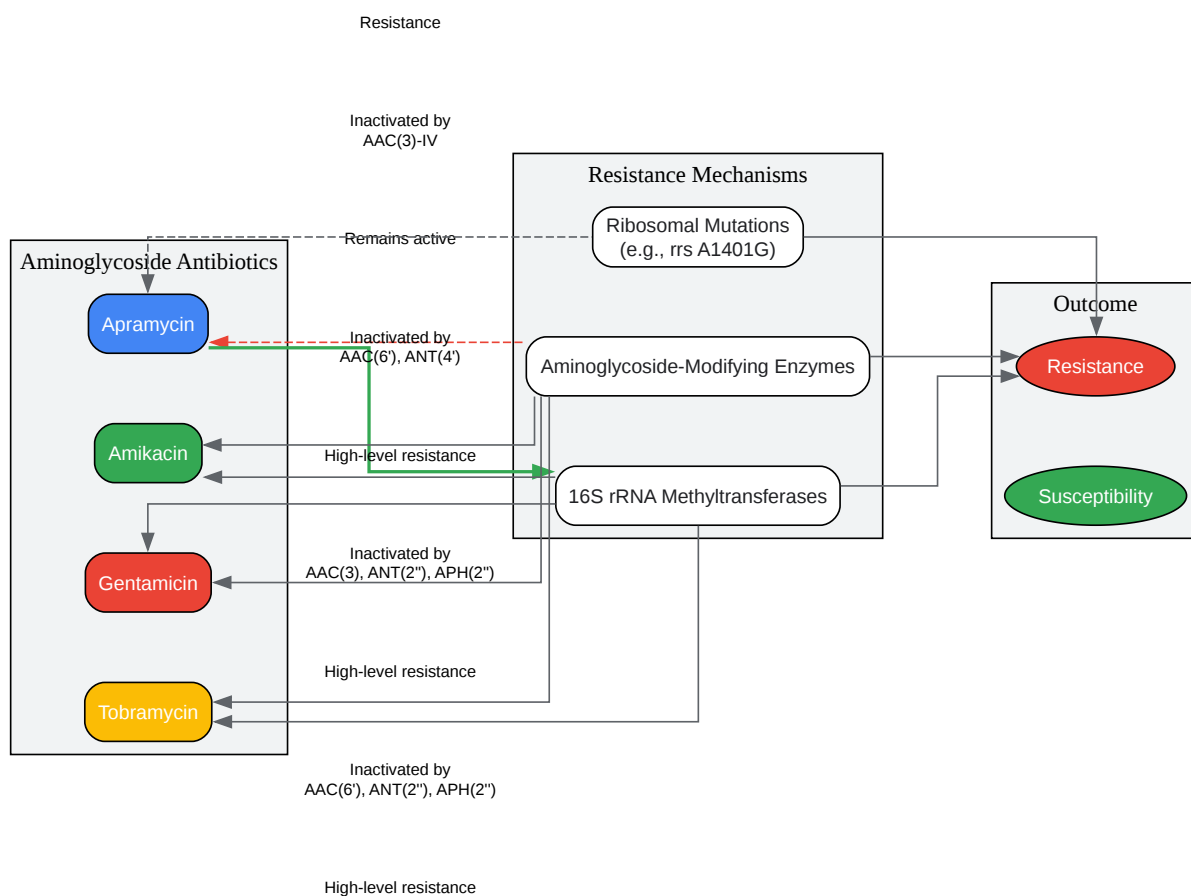 Resistance
Inactivated by
AAC(3)-IV
Resistance Mechanisms
Ribosomal Mutations
(e.g., rrs A1401G)
Remains active
Aminoglycoside Antibiotics
Outcome
Apramycin
Inactivated by
AAC(6'), ANT(4')
Aminoglycoside-Modifying Enzymes
Resistance
Amikacin
High-level resistance
16S rRNA Methyltransferases
Susceptibility
Inactivated by
AAC(3), ANT(2''), APH(2'')
Gentamicin
High-level resistance
Tobramycin
Inactivated by
AAC(6'), ANT(2''), APH(2'')
High-level resistance